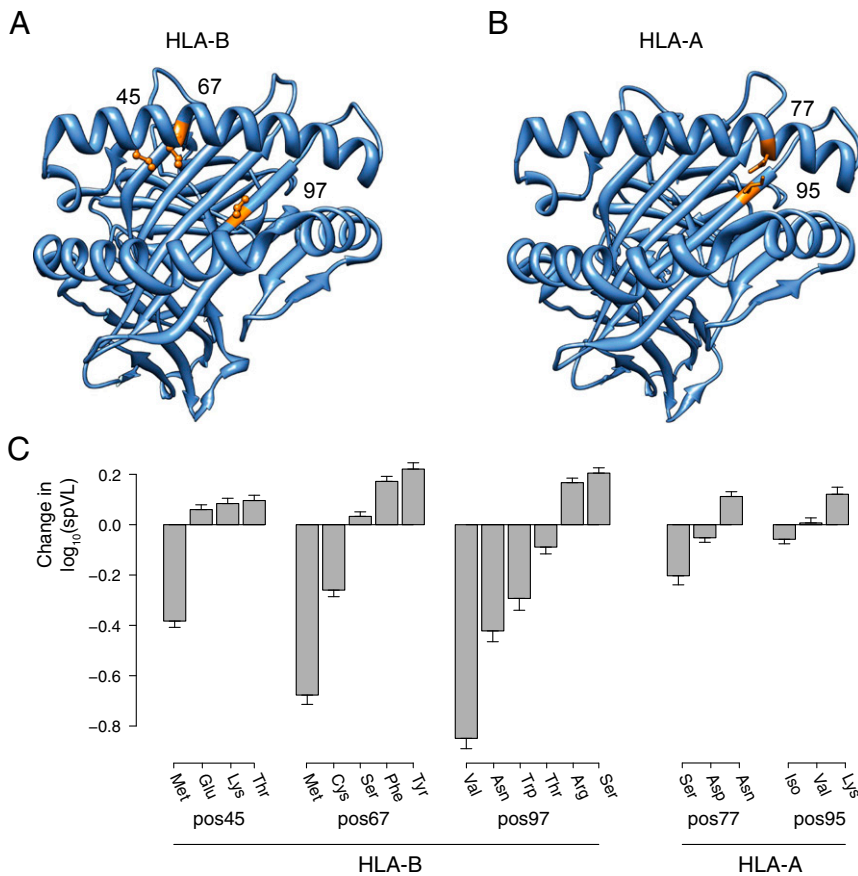 A
HLA-B
45
67
97
B
HLA-A
77
95
C
Change in
log10(spVL)
0.2
0.0
−0.2
−0.4
−0.6
−0.8
Met Glu Lys Thr
Met Cys Ser Phe Tyr
Val Asn Trp Thr Arg Ser
Ser Asp Asn
Iso Val Lys
pos45 pos67 pos97 pos77 pos95
HLA-B HLA-A